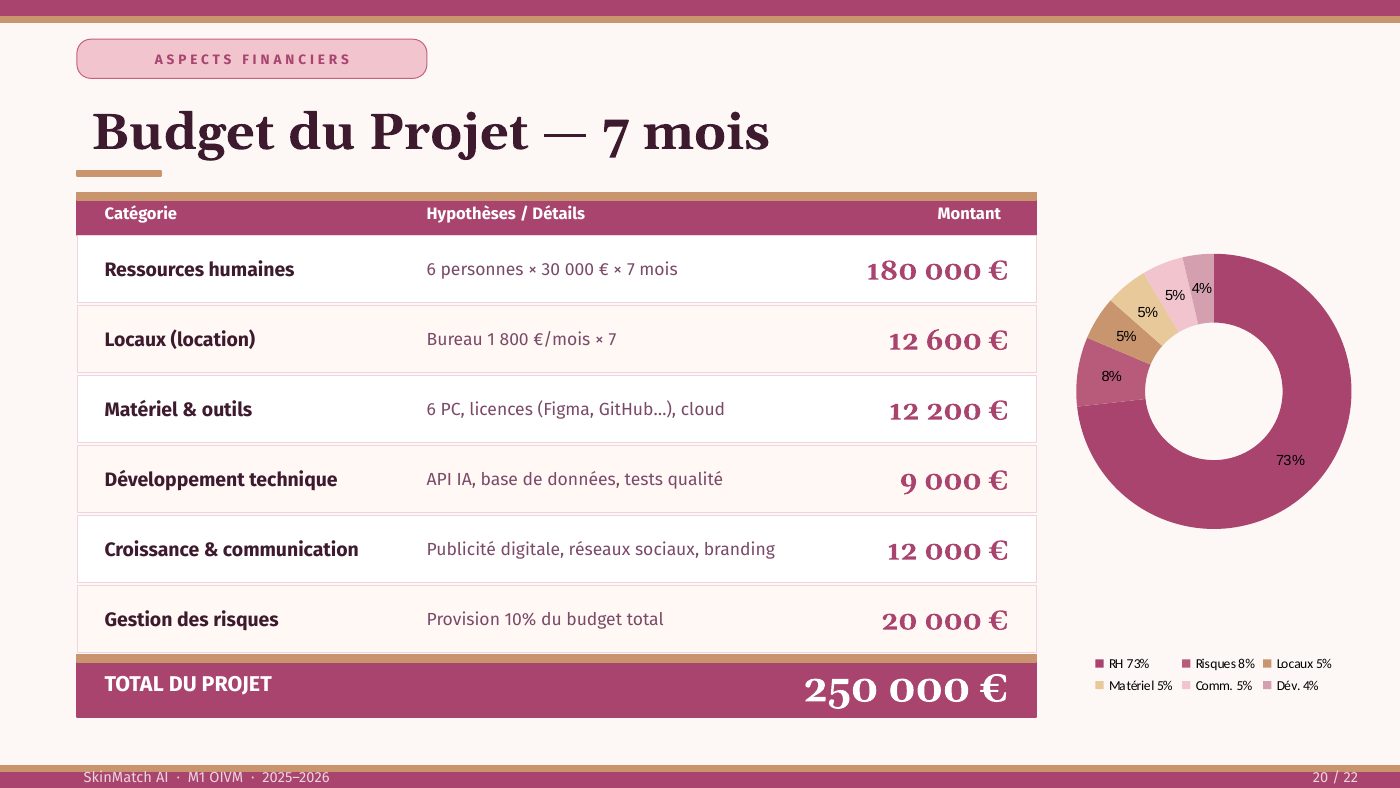 ASPECTS FINANCIERS
Budget du Projet — 7 mois
Catégorie Hypothèses / Détails Montant
Ressources humaines 6 personnes × 30 000 € × 7 mois 180 000 €
Locaux (location) Bureau 1 800 €/mois × 7 12 600 €
Matériel & outils 6 PC, licences (Figma, GitHub...), cloud 12 200 €
Développement technique API IA, base de données, tests qualité 9 000 €
Croissance & communication Publicité digitale, réseaux sociaux, branding 12 000 €
Gestion des risques Provision 10% du budget total 20 000 €
TOTAL DU PROJET 250 000 €
4%
5%
5%
5%
8%
73%
RH 73% Risques 8% Locaux 5%
Matériel 5% Comm. 5% Dév. 4%
SkinMatch AI · M1 OIVM · 2025–2026 20 / 22